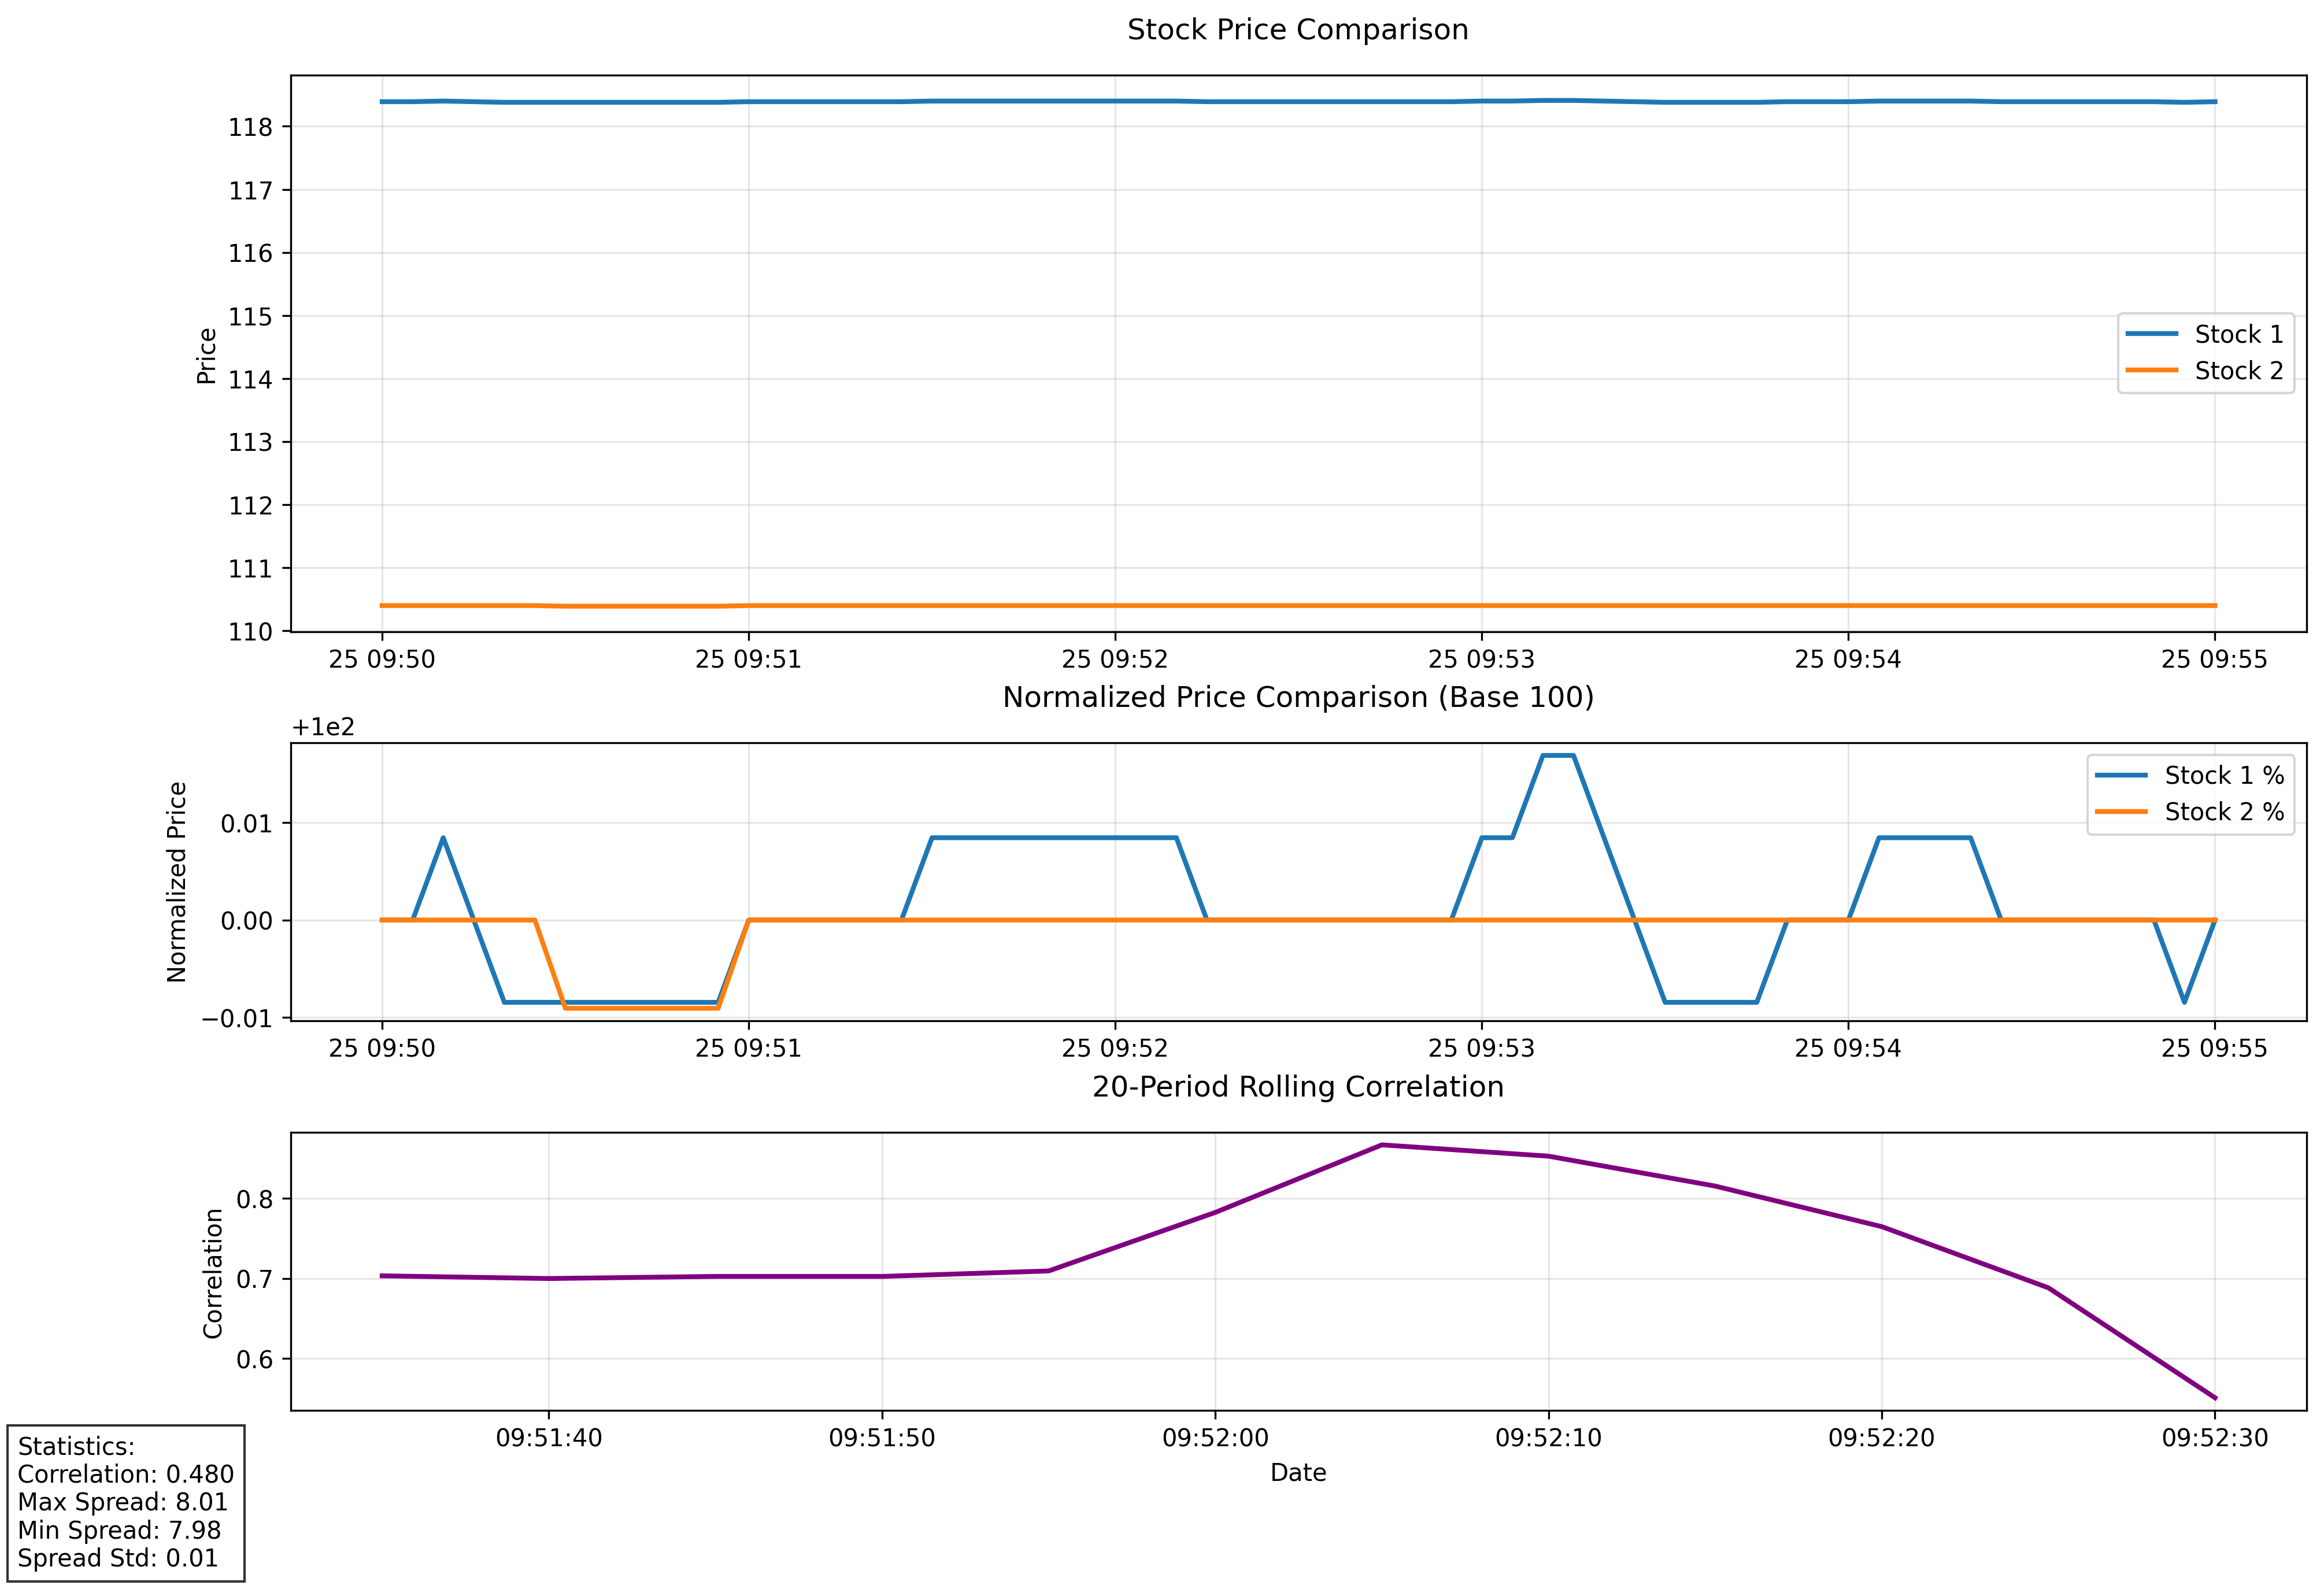 Stock Price Comparison
118
117
116
115
114
113
112
111
110
Price
Stock 1
Stock 2
25 09:50
25 09:51
25 09:52
25 09:53
25 09:54
25 09:55
Normalized Price Comparison (Base 100)
+1e2
0.01
0.00
−0.01
Normalized Price
Stock 1 %
Stock 2 %
25 09:50
25 09:51
25 09:52
25 09:53
25 09:54
25 09:55
20-Period Rolling Correlation
0.8
0.7
0.6
Correlation
09:51:40
09:51:50
09:52:00
09:52:10
09:52:20
09:52:30
Date
Statistics:
Correlation: 0.480
Max Spread: 8.01
Min Spread: 7.98
Spread Std: 0.01